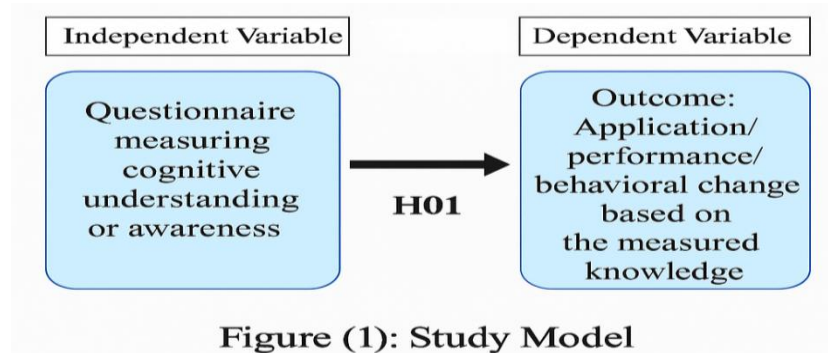 Independent Variable
Dependent Variable
Questionnaire
measuring
cognitive
understanding
or awareness
H01
Outcome:
Application/
performance/
behavioral change
based on
the measured
knowledge
Figure (1): Study Model